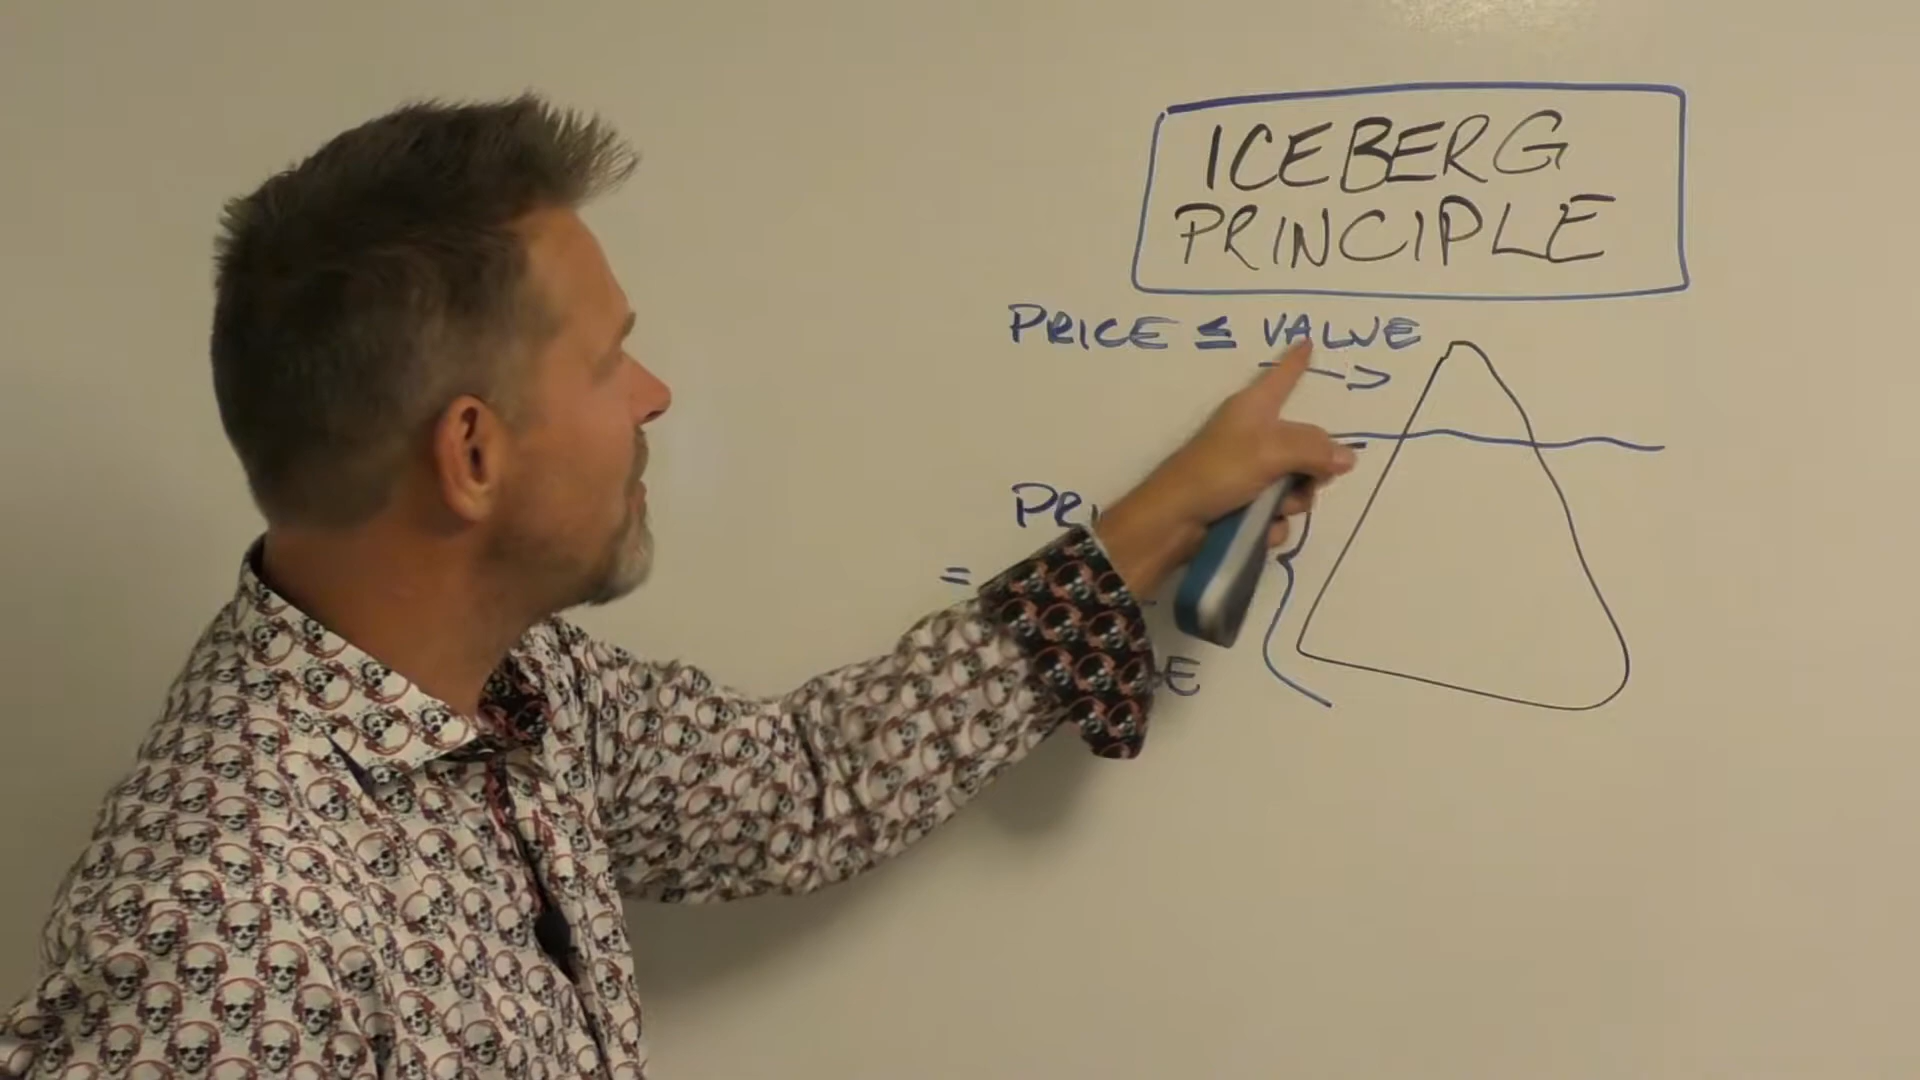 ICEBERG
PRINCIPLE
PRICE ≤ VALUE
=